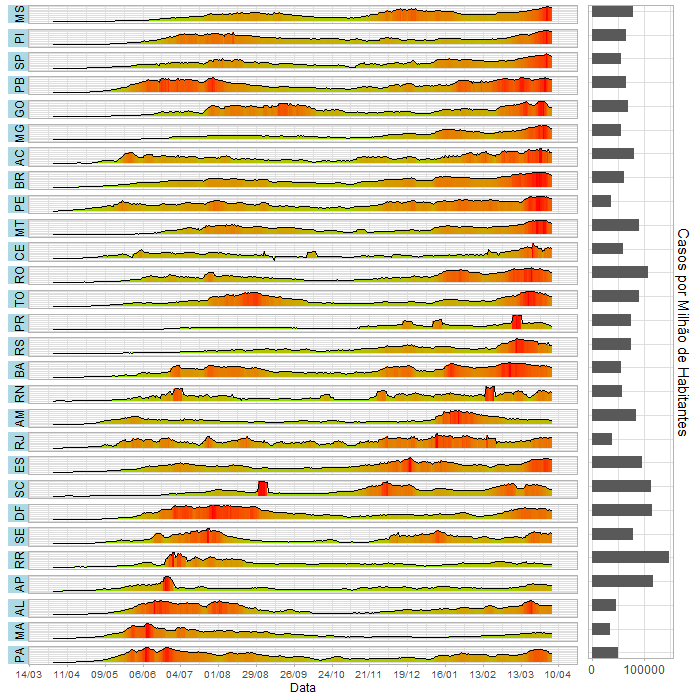 MS
PI
SP
PB
GO
MG
AC
BR
PE
MT
CE
RO
TO
PR
RS
BA
RN
AM
RJ
ES
SC
DF
SE
RR
AP
AL
MA
PA
14/03 11/04 09/05 06/06 04/07 01/08 29/08 26/09 24/10 21/11 19/12 16/01 13/02 13/03 10/04
Data
0 100000
Casos por Milhão de Habitantes